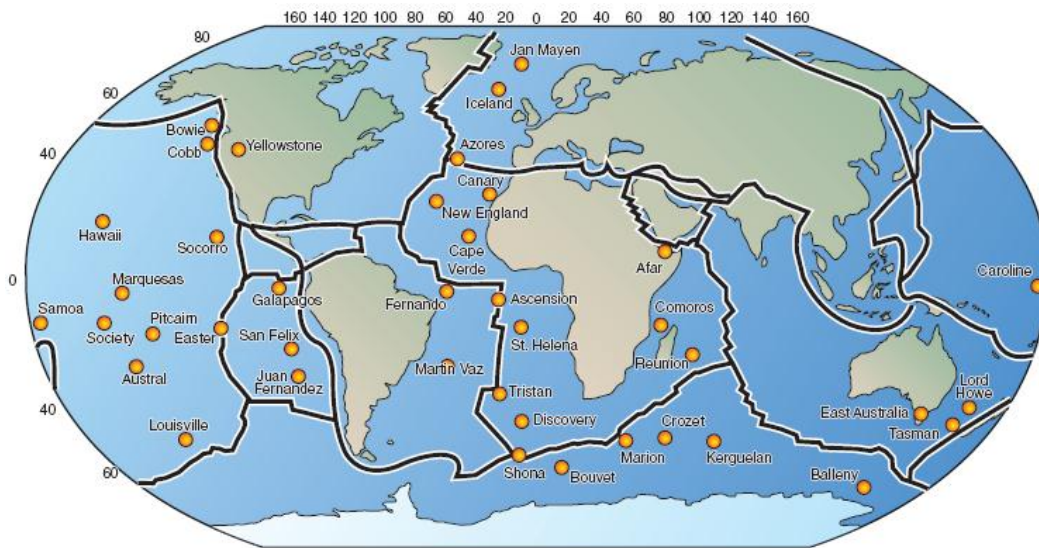 160 140 120 100 80 60 40 20 0 20 40 60 80 100 120 140 160
80
Jan Mayen
60
Iceland
Bowie
Cobb
Yellowstone
Azores
40
Canary
New England
Hawaii
Socorro
Cape
Verde
Afar
0
Marquesas
Galapagos
Fernando
Ascension
Caroline
Samoa
Society
Pitcairn
Easter
San Felix
St. Helena
Comoros
Reunion
Austral
Juan
Fernandez
Martin Vaz
Tristan
Lord
Howe
40
Louisville
Discovery
Crozet
East Australia
Tasman
60
Shona
Bouvet
Marion
Kerguelan
Balleny